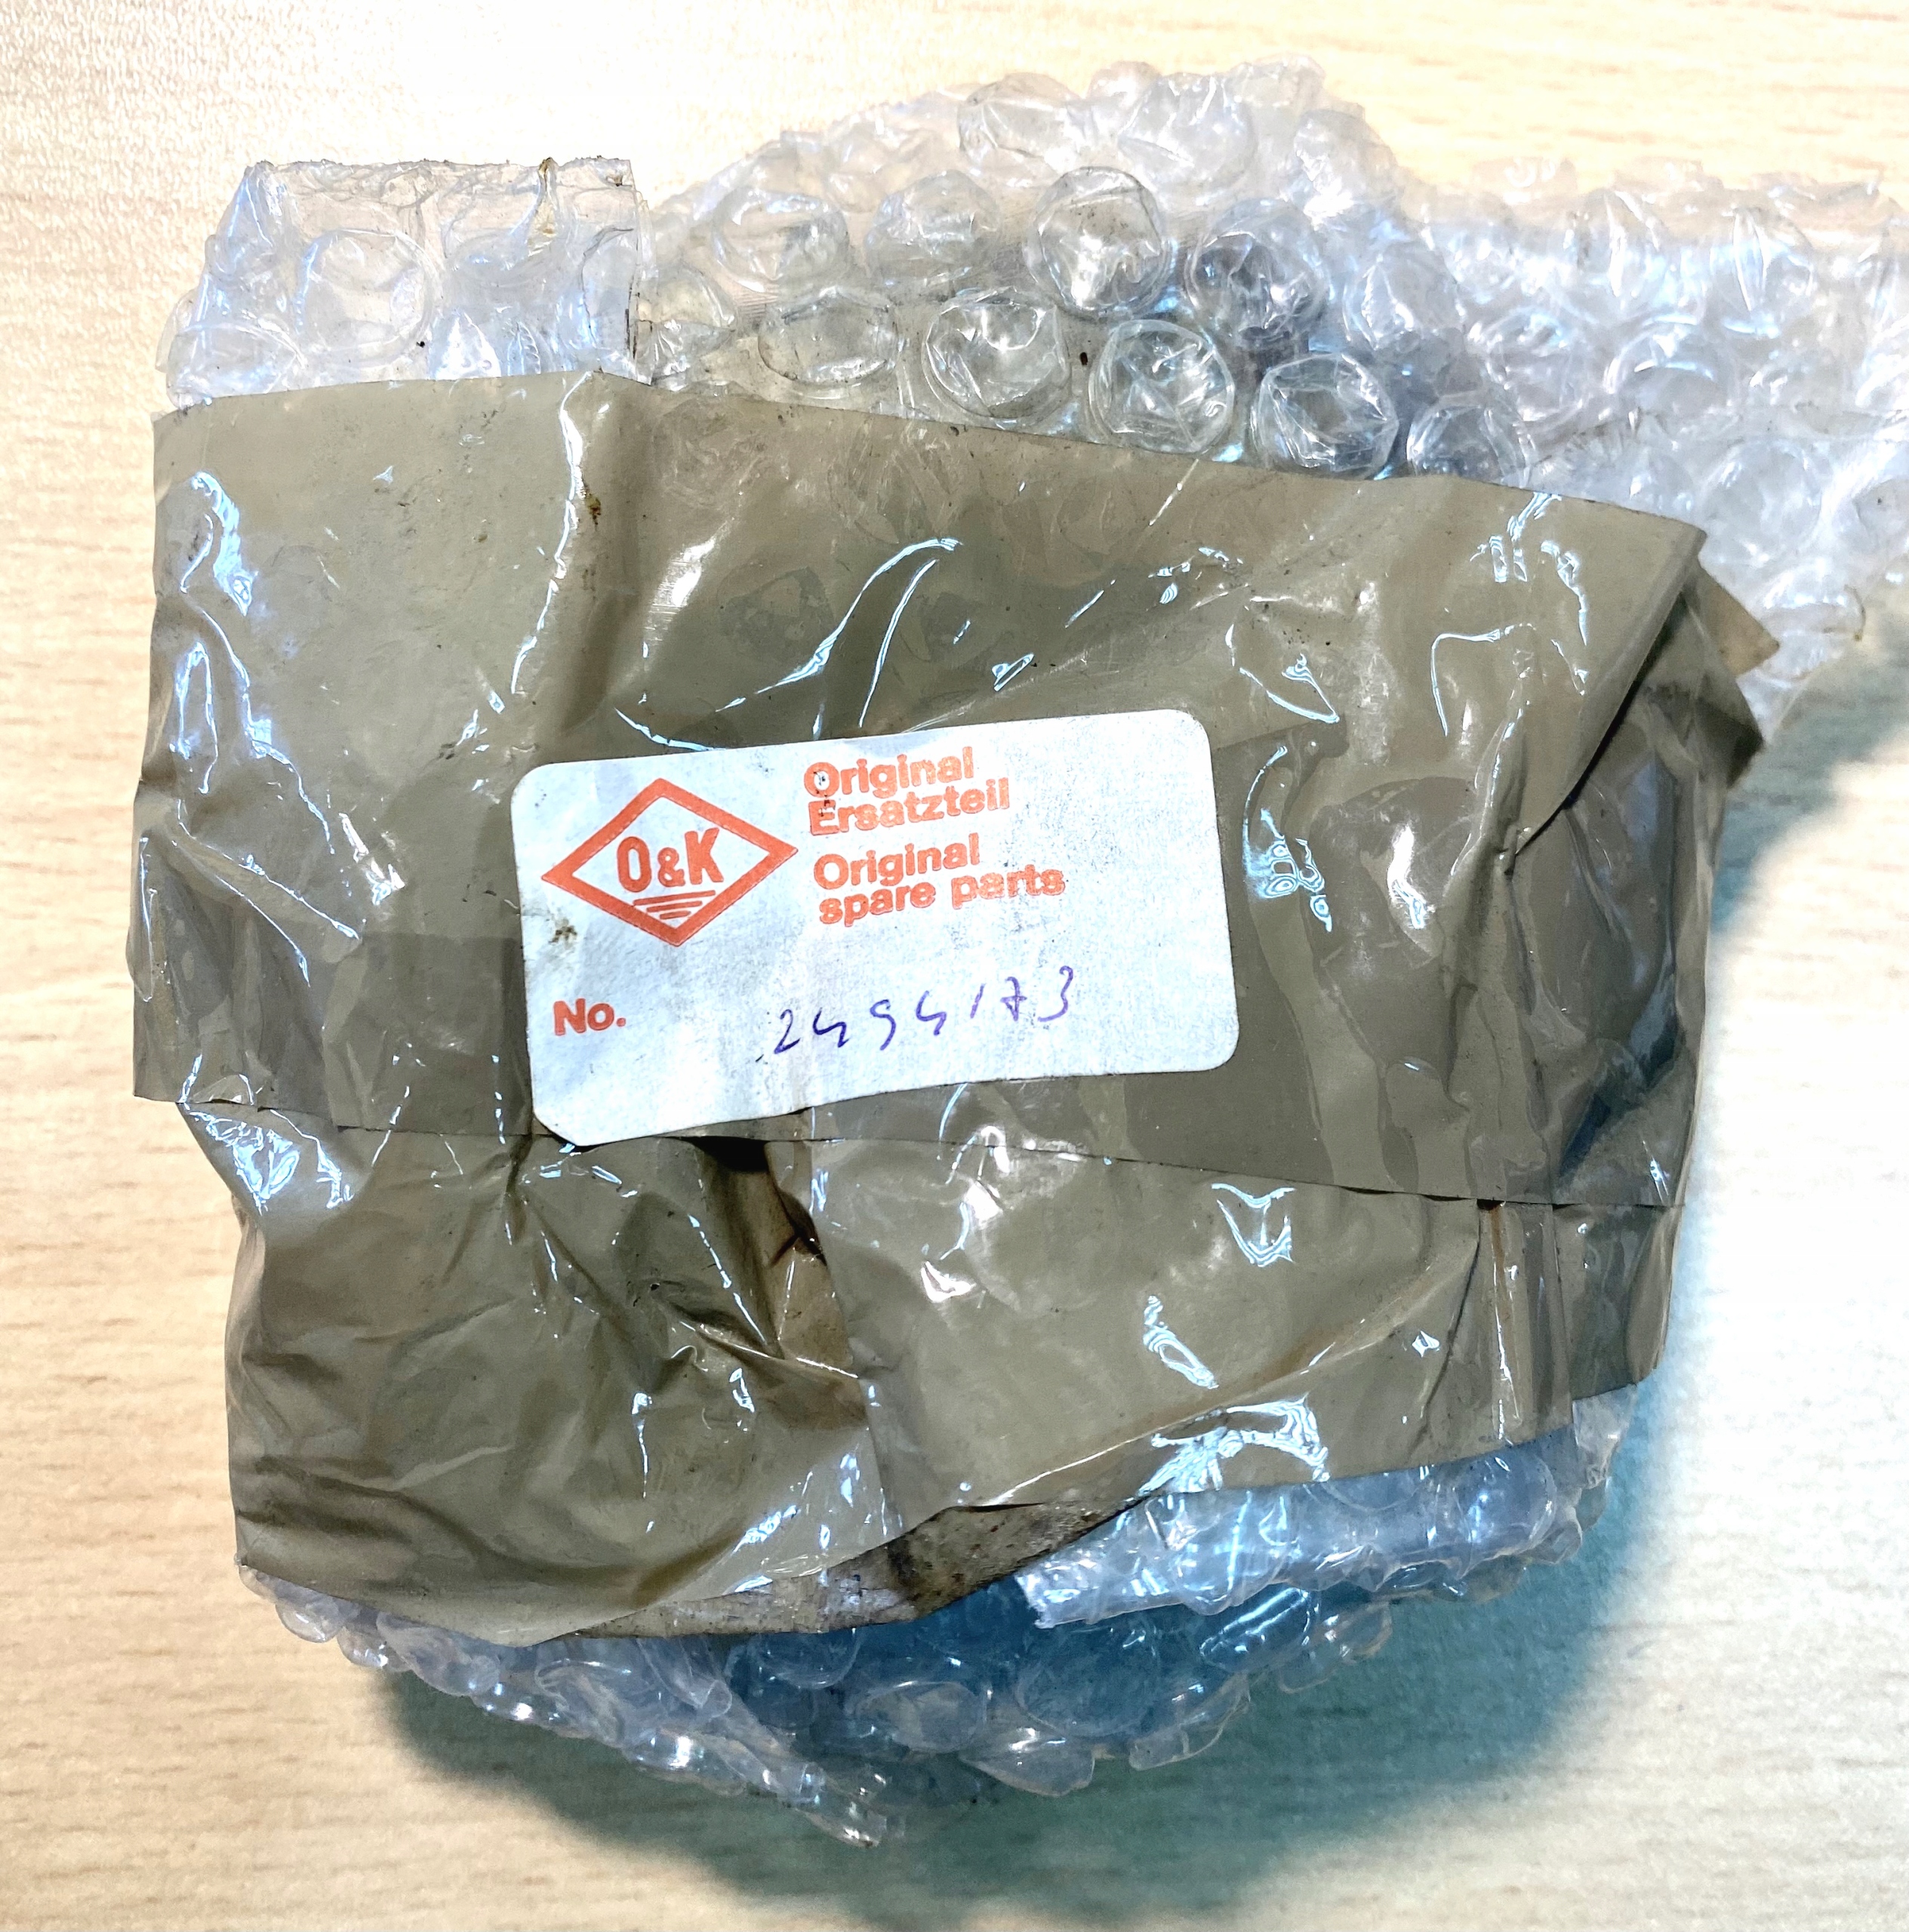 O&K
Original
Ersatzteil
Original
spare parts
No. 2494173